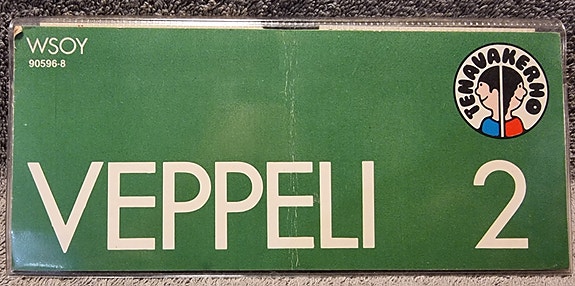 WSOY
90596-8
TENAVAKERHO
VEPPELI 2